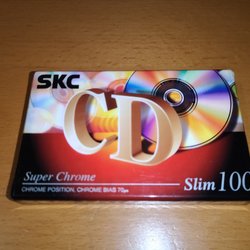 SKC
CD
Super Chrome
Slim 100
CHROME POSITION, CHROME BIAS 70µs